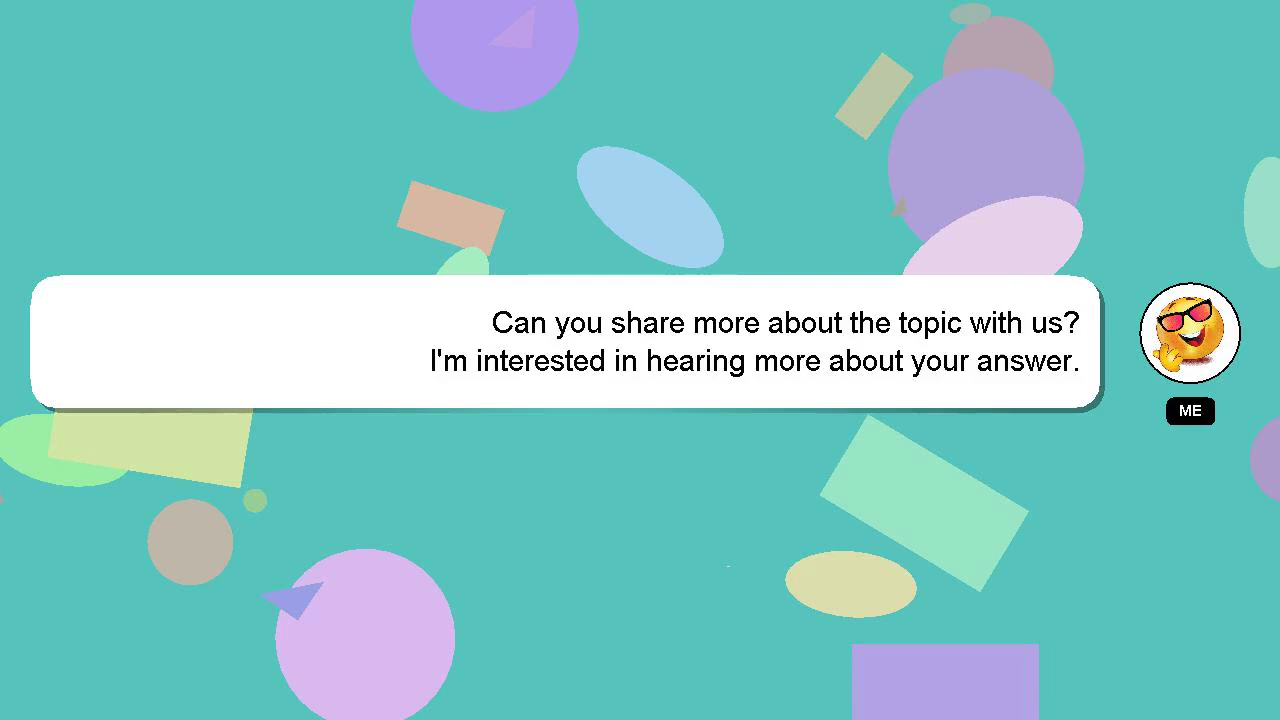 Can you share more about the topic with us?
I'm interested in hearing more about your answer.
ME